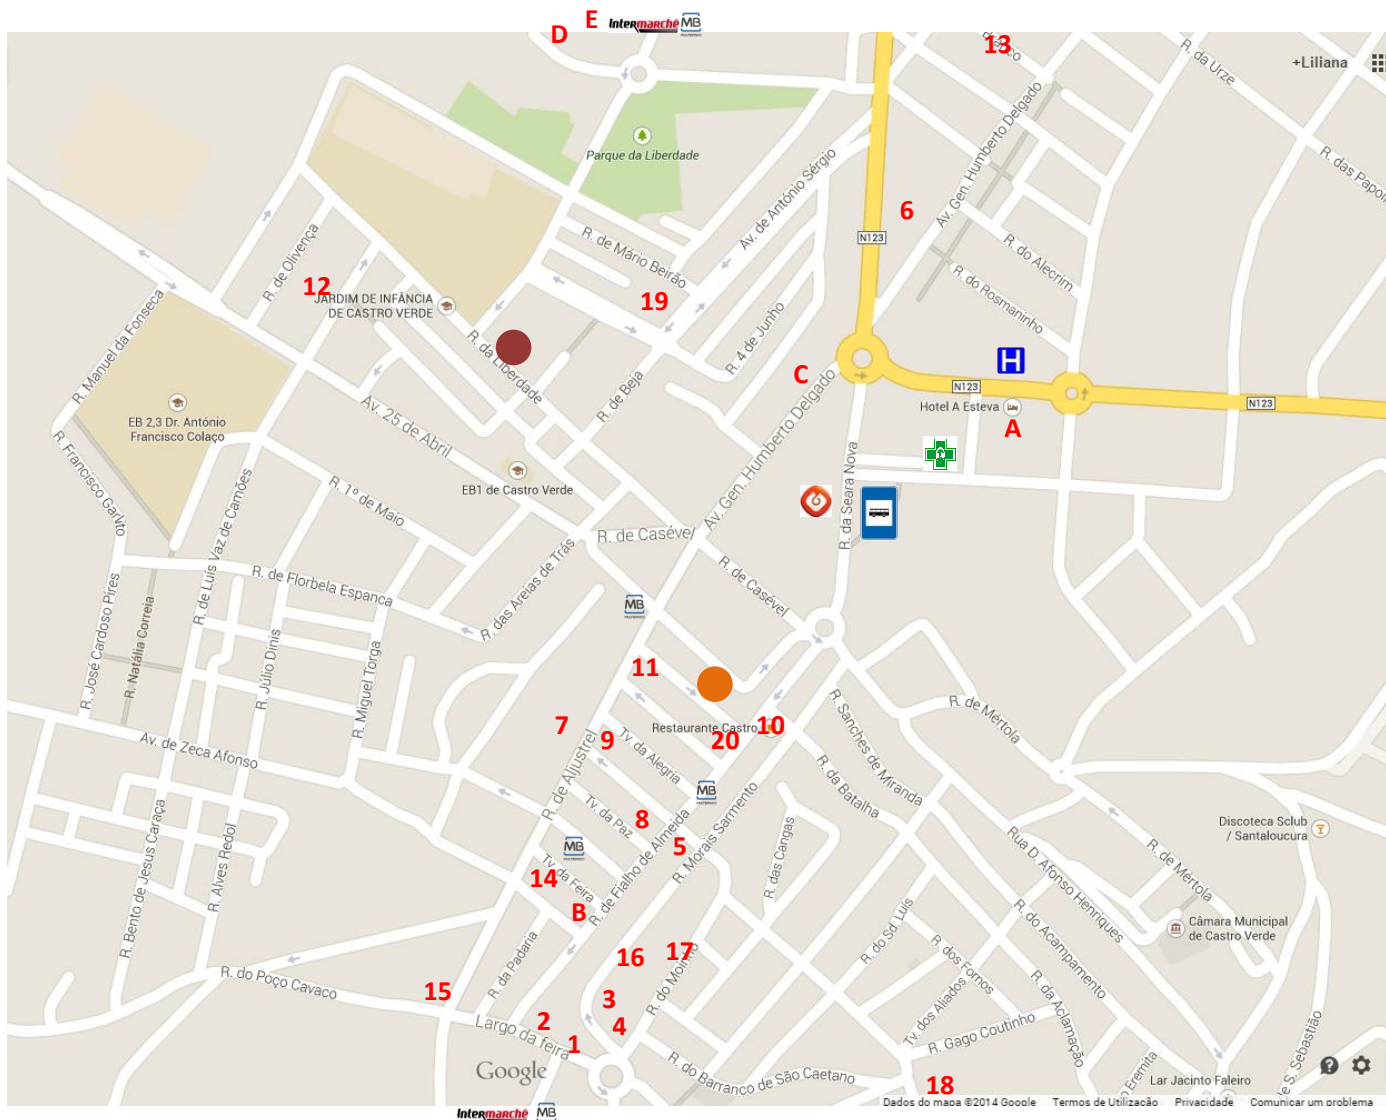 E
Intermarché
MB
D
13
R. da Urze
+Liliana
Parque da Liberdade
Av. Gen. Humberto Delgado
R. das Papoi
Av. de António Sérgio
6
N123
R. de Mário Beirão
R. de Olivença
R. do Alecrim
12
JARDIM DE INFÂNCIA
DE CASTRO VERDE
19
R. do Rosmaninho
R. Manuel da Fonseca
R. da Liberdade
R. 4 de Junho
C
H
N123
N123
Hotel A Esteva
A
R. de Beja
Av. Gen. Humberto Delgado
EB 2,3 Dr. António
Francisco Colaço
Av. 25 de Abril
R. Francisco Garvto
EB1 de Castro Verde
R. 1º de Maio
R. da Seara Nova
R. de Luis Vaz de Camões
R. de Caséve
R. das Areias de Trás
R. de Casével
R. de Florbela Espanca
MB
R. José Cardoso Pires
R. Natália Correia
R. Júlio Dinis
R. Miguel Torga
11
R. Sanches de Miranda
R. de Mértola
7
9
Restaurante Castro
10
20
Tv. da Alegria
Av. de Zeca Afonso
R. de Aljustrel
R. da Batalha
MB
Tv. da Paz
8
R. de Fialho de Almeida
R. Morais Sarmento
5
Discoteca Sclub
/ Santaloucura
MB
Tv. da Feira
14
R. das Cangas
Rua D. Afonso Henriques
R. de Mértola
R. Bento de Jesus Caraça
R. Alves Redol
B
Câmara Municipal
de Castro Verde
R. do Sd. Luís
R. do Acampamento
R. da Padaria
16
17
R. do Moinho
R. dos Fornos
R. do Poço Cavaco
15
3
Tv. dos Aliados
R. da Aclamação
2
4
Largo da feira
1
R. Gago Coutinho
R. de S. Sebastião
Google
R. do Barranco de São Caetano
Eremita
18
Lar Jacinto Faleiro
Dados do mapa ©2014 Google
Termos de Utilização
Privacidade
Comunicar um problema
Intermarché
MB